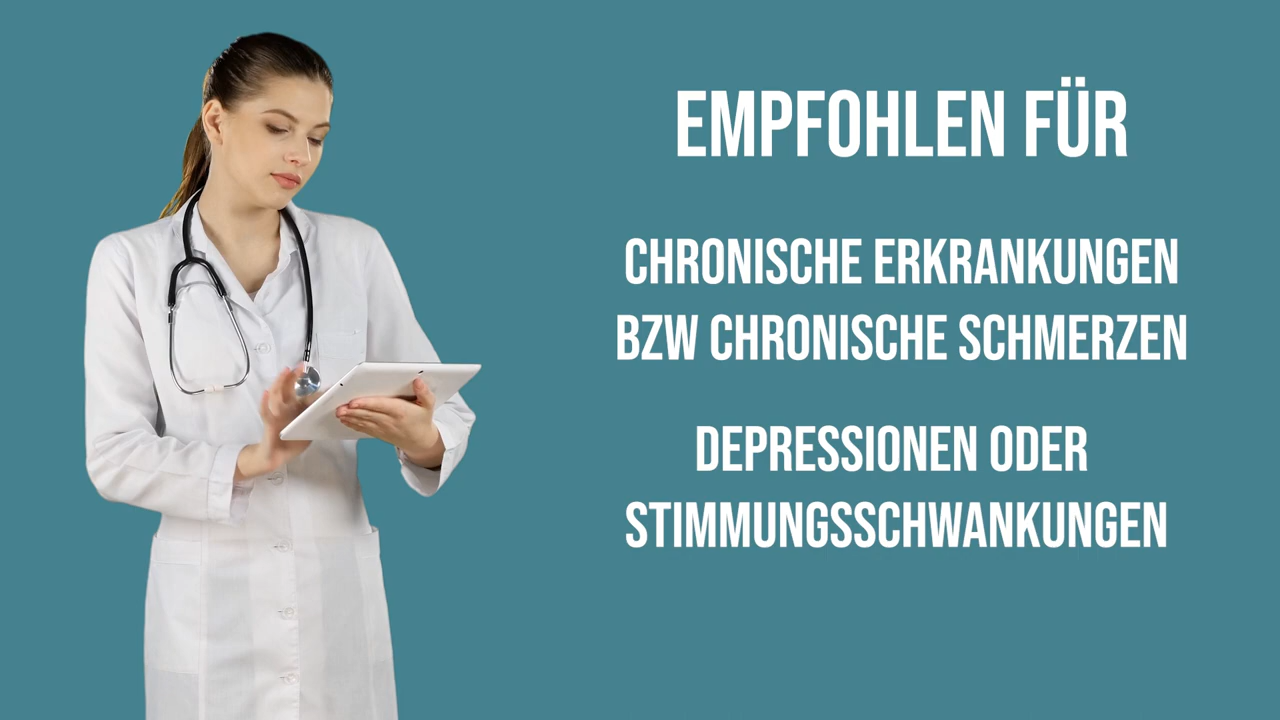 EMPFOHLEN FÜR
CHRONISCHE ERKRANKUNGEN
BZW CHRONISCHE SCHMERZEN
DEPRESSIONEN ODER
STIMMUNGSSCHWANKUNGEN